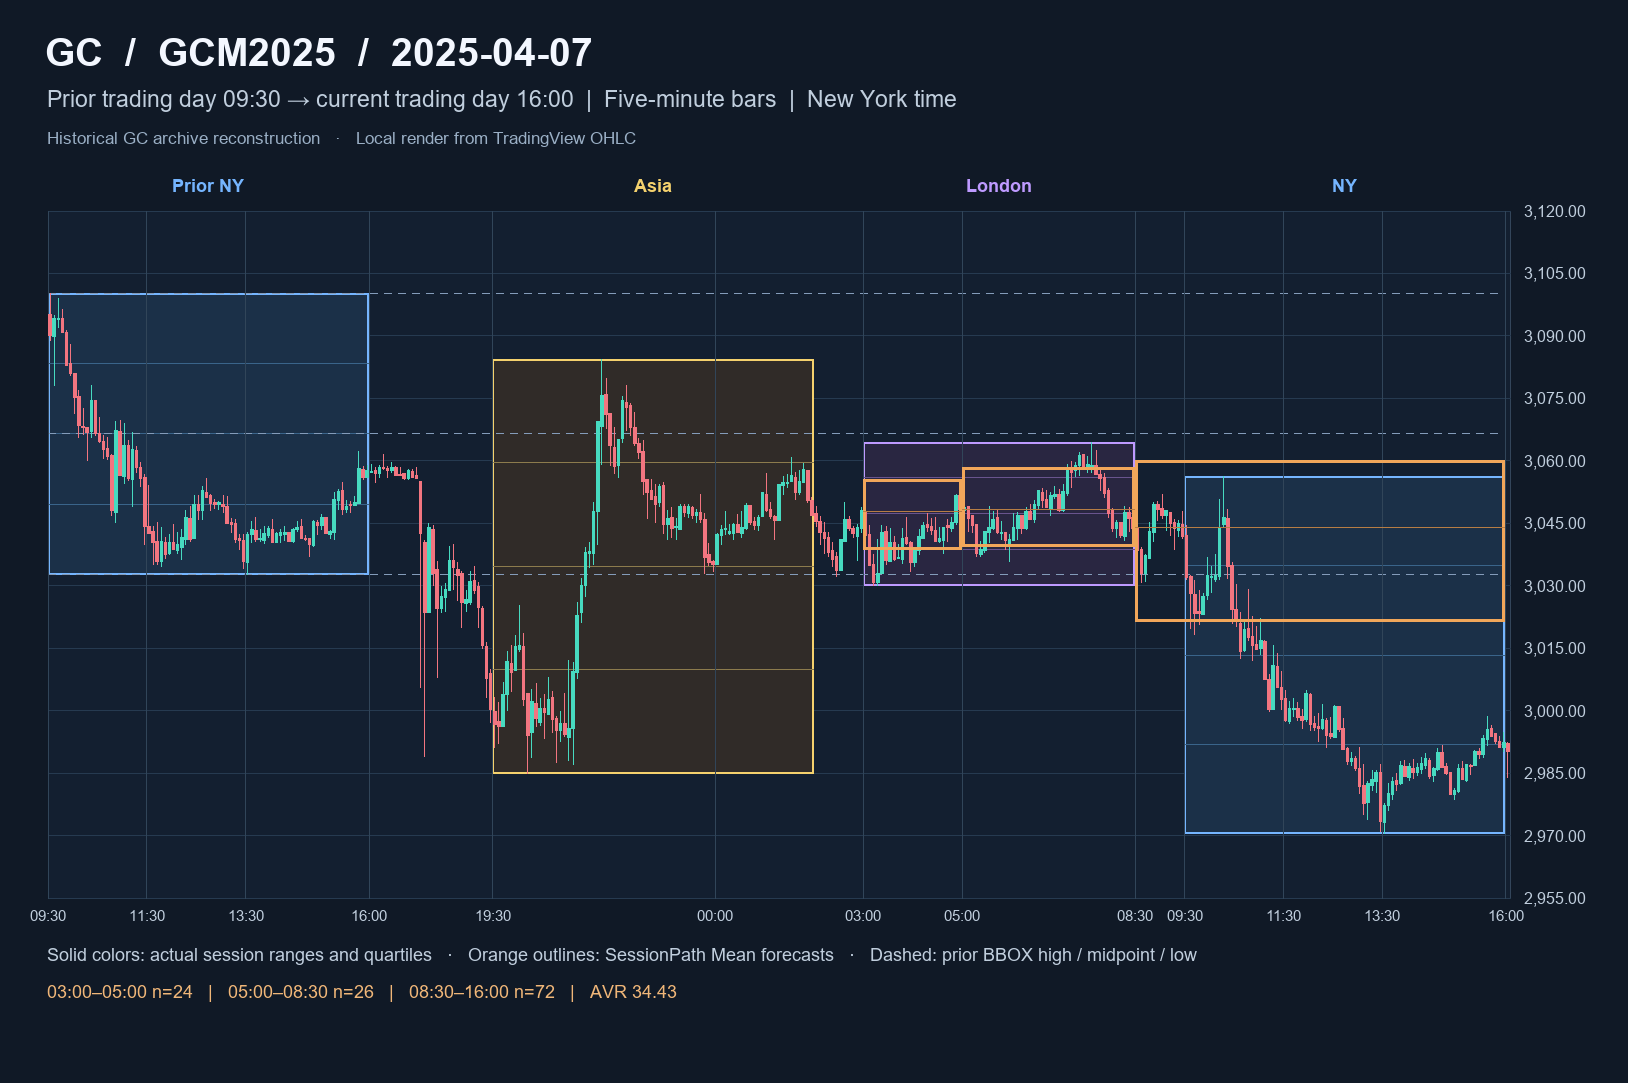 GC / GCM2025 / 2025-04-07
Prior trading day 09:30 → current trading day 16:00 | Five-minute bars | New York time
Historical GC archive reconstruction · Local render from TradingView OHLC
Prior NY Asia London NY
3,120.00
3,105.00
3,090.00
3,075.00
3,060.00
3,045.00
3,030.00
3,015.00
3,000.00
2,985.00
2,970.00
2,955.00
09:30 11:30 13:30 16:00 19:30 00:00 03:00 05:00 08:30 09:30 11:30 13:30 16:00
Solid colors: actual session ranges and quartiles · Orange outlines: SessionPath Mean forecasts · Dashed: prior BBOX high / midpoint / low
03:00–05:00 n=24 | 05:00–08:30 n=26 | 08:30–16:00 n=72 | AVR 34.43